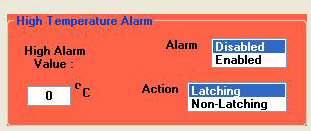 High Temperature Alarm
High Alarm
Value :
0 °C
Alarm
Disabled
Enabled
Action
Latching
Non-Latching